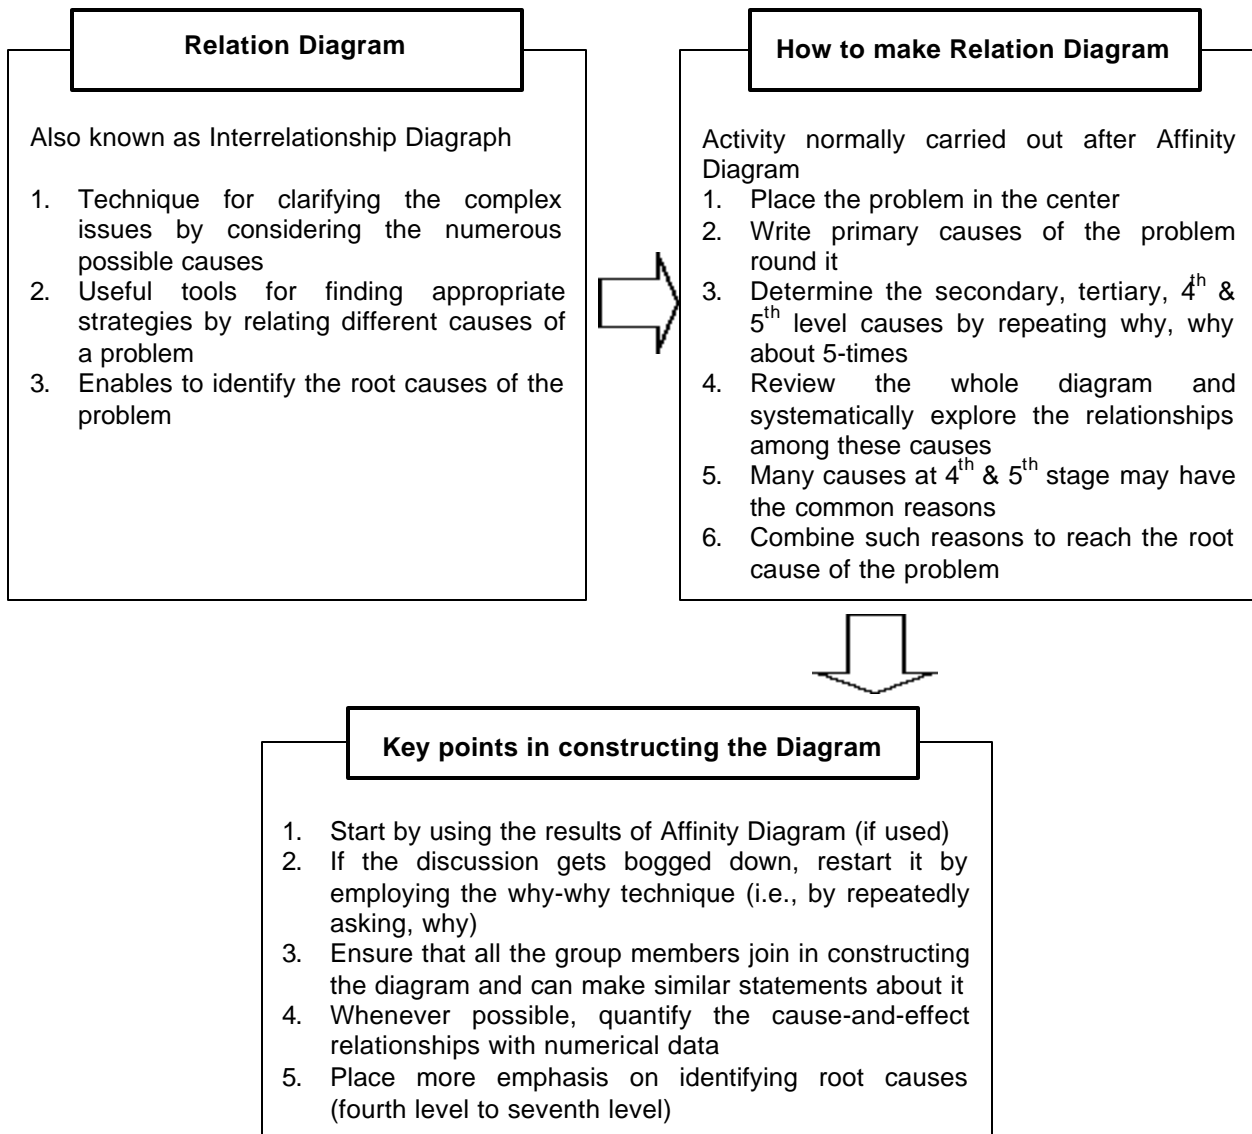 Relation Diagram
Also known as Interrelationship Diagraph
1. Technique for clarifying the complex
issues by considering the numerous
possible causes
2. Useful tools for finding appropriate
strategies by relating different causes of
a problem
3. Enables to identify the root causes of the
problem
How to make Relation Diagram
Activity normally carried out after Affinity
Diagram
1. Place the problem in the center
2. Write primary causes of the problem
round it
3. Determine the secondary, tertiary, 4th &
5th level causes by repeating why, why
about 5-times
4. Review the whole diagram and
systematically explore the relationships
among these causes
5. Many causes at 4th & 5th stage may have
the common reasons
6. Combine such reasons to reach the root
cause of the problem
Key points in constructing the Diagram
1. Start by using the results of Affinity Diagram (if used)
2. If the discussion gets bogged down, restart it by
employing the why-why technique (i.e., by repeatedly
asking, why)
3. Ensure that all the group members join in constructing
the diagram and can make similar statements about it
4. Whenever possible, quantify the cause-and-effect
relationships with numerical data
5. Place more emphasis on identifying root causes
(fourth level to seventh level)